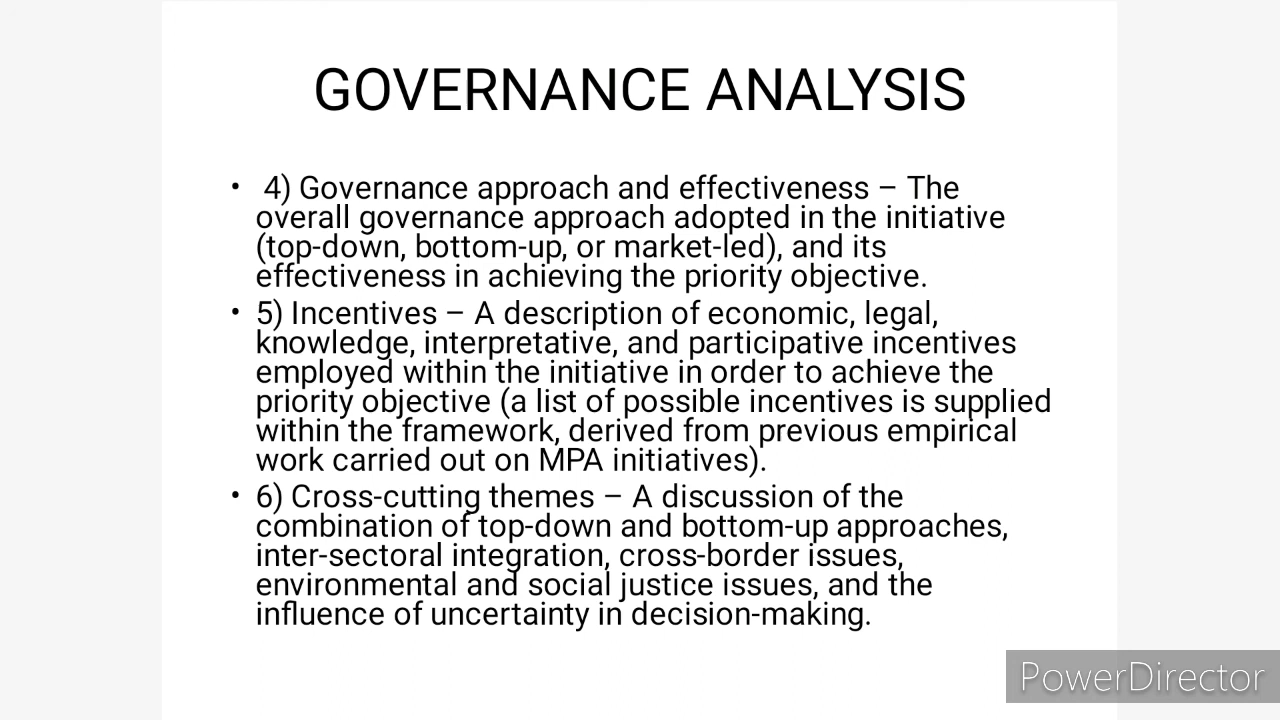 GOVERNANCE ANALYSIS
• 4) Governance approach and effectiveness – The
overall governance approach adopted in the initiative
(top-down, bottom-up, or market-led), and its
effectiveness in achieving the priority objective.
• 5) Incentives – A description of economic, legal,
knowledge, interpretative, and participative incentives
employed within the initiative in order to achieve the
priority objective (a list of possible incentives is supplied
within the framework, derived from previous empirical
work carried out on MPA initiatives).
• 6) Cross-cutting themes – A discussion of the
combination of top-down and bottom-up approaches,
inter-sectoral integration, cross-border issues,
environmental and social justice issues, and the
influence of uncertainty in decision-making.
PowerDirector